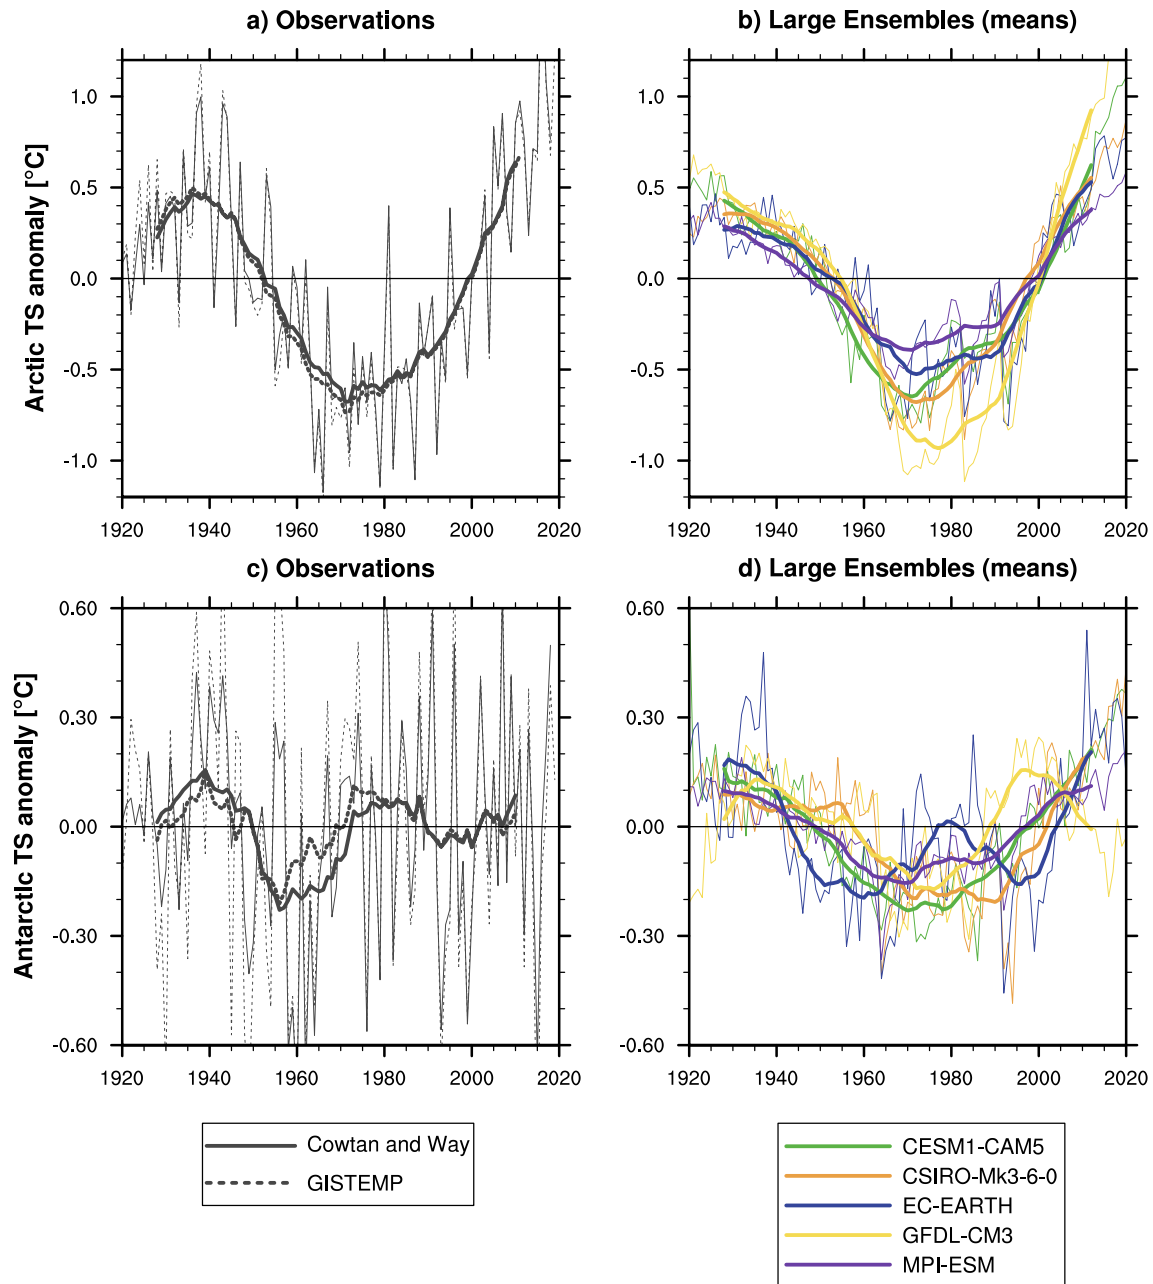 a) Observations
b) Large Ensembles (means)
Arctic TS anomaly [°C]
1.0
0.5
0.0
-0.5
-1.0
1920 1940 1960 1980 2000 2020
1.0
0.5
0.0
-0.5
-1.0
1920 1940 1960 1980 2000 2020
c) Observations
d) Large Ensembles (means)
Antarctic TS anomaly [°C]
0.60
0.30
0.00
-0.30
-0.60
1920 1940 1960 1980 2000 2020
0.60
0.30
0.00
-0.30
-0.60
1920 1940 1960 1980 2000 2020
Cowtan and Way
GISTEMP
CESM1-CAM5
CSIRO-Mk3-6-0
EC-EARTH
GFDL-CM3
MPI-ESM